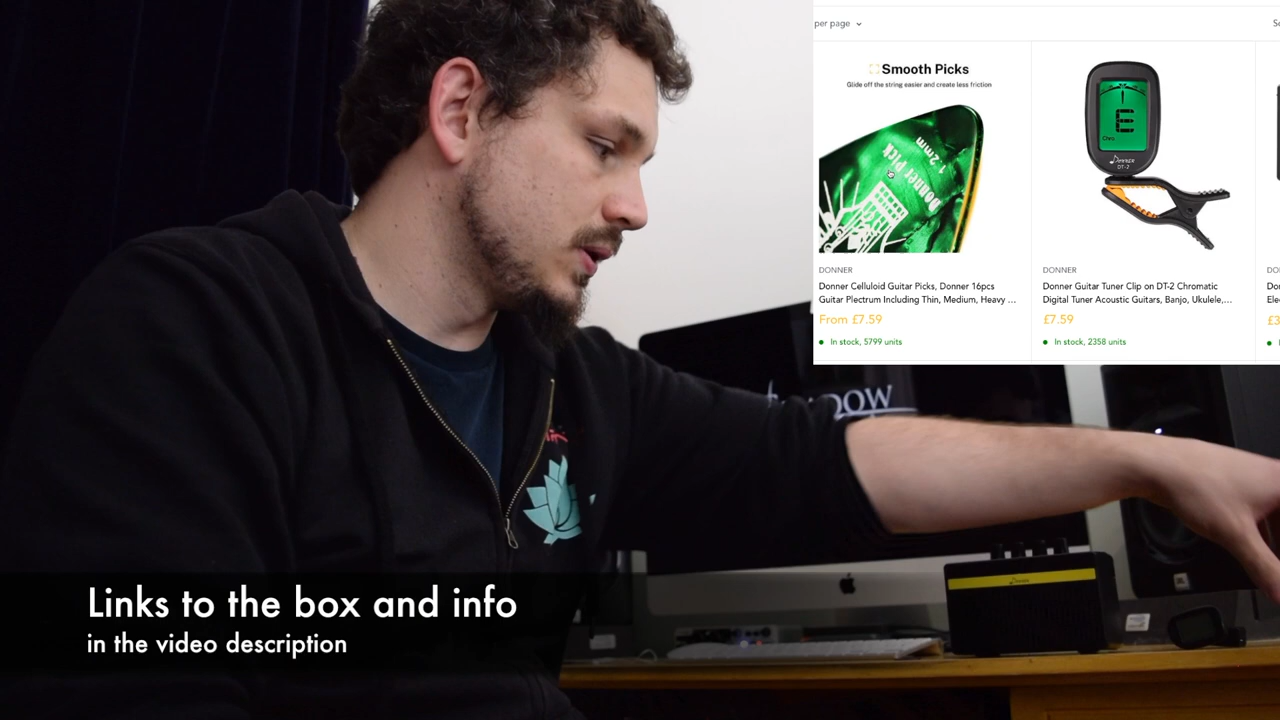 per page
Smooth Picks
Glide off the string easier and create less friction
Donner Pick
1.2mm
E
Chro
Donner
DT-2
DONNER
Donner Celluloid Guitar Picks, Donner 16pcs
Guitar Plectrum Including Thin, Medium, Heavy ...
From £7.59
In stock, 5799 units
DONNER
Donner Guitar Tuner Clip on DT-2 Chromatic
Digital Tuner Acoustic Guitars, Banjo, Ukulele,...
£7.59
In stock, 2358 units
JBL
Links to the box and info
in the video description